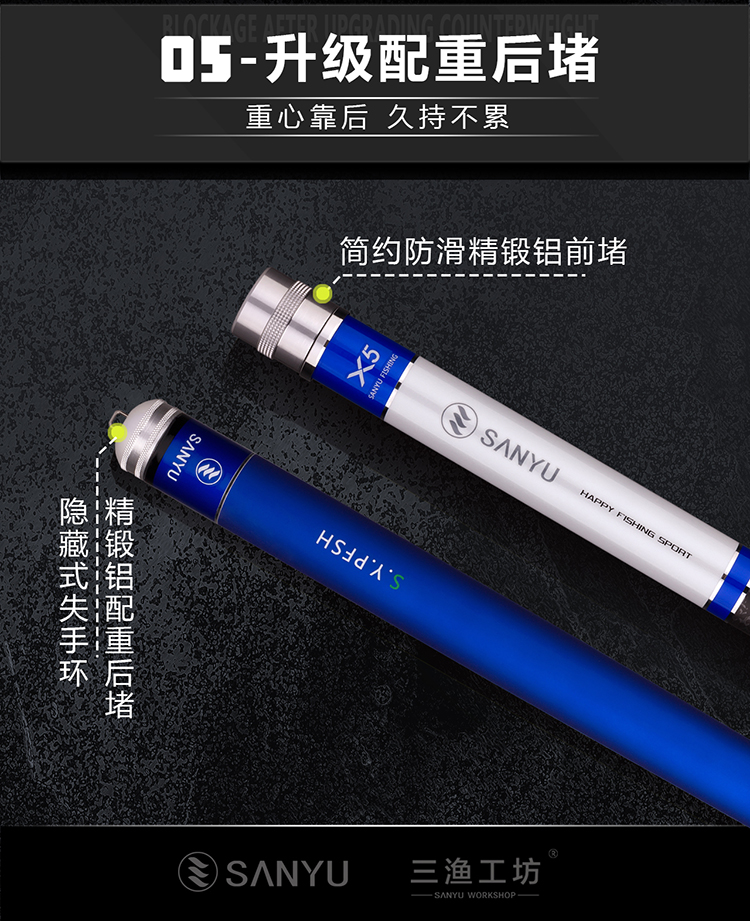 BLOCKAGE AFTER UPGRADING COUNTERWEIGHT
05-升级配重后堵
重心靠后 久持不累
简约防滑精锻铝前堵
X5
SANYU FISHING
SANYU
HAPPY FISHING SPORT
SANYU
S.Y.PFSH
精锻铝配重后堵
隐藏式失手环
SANYU
三渔工坊®
SANYU WORKSHOP